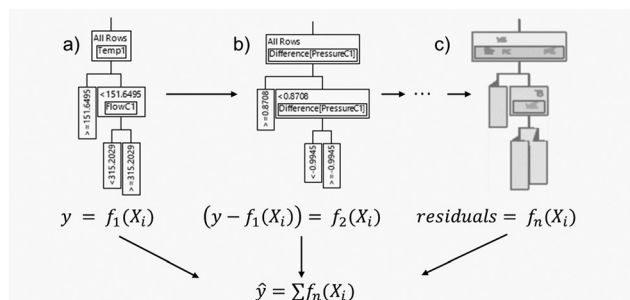 a)
All Rows
Temp1
>=151.6495
<151.6495
FlowC1
<315.2029
>=315.2029
y = f₁(Xᵢ)
b)
All Rows
Difference[PressureC1]
>=0.8708
<0.8708
Difference[PressureC1]
<-0.9945
>=-0.9945
(y − f₁(Xᵢ)) = f₂(Xᵢ)
...
c)
residuals = fₙ(Xᵢ)
ŷ = ∑fₙ(Xᵢ)